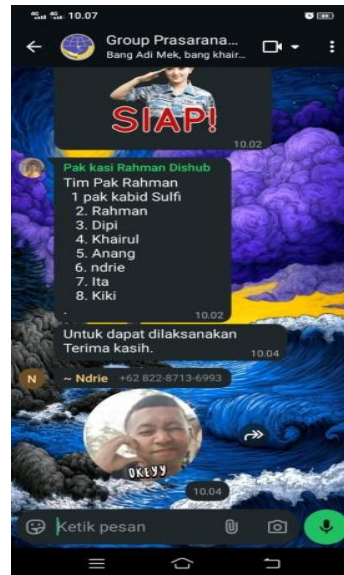 10.07
Group Prasarana...
Bang Adi Mek, bang khair...
SIAP!
10.02
Pak kasi Rahman Dishub
Tim Pak Rahman
1 pak kabid Sulfi
2. Rahman
3. Dipi
4. Khairul
5. Anang
6. ndrie
7. Ita
8. Kiki
.
10.02
Untuk dapat dilaksanakan
Terima kasih.
10.04
N
~ Ndrie +62 822-8713-6993
OKEYY
10.04
Ketik pesan